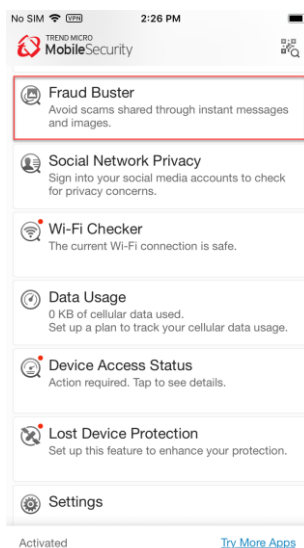 No SIM VPN 2:26 PM
TREND MICRO
MobileSecurity
Fraud Buster
Avoid scams shared through instant messages
and images.
Social Network Privacy
Sign into your social media accounts to check
for privacy concerns.
Wi-Fi Checker
The current Wi-Fi connection is safe.
Data Usage
0 KB of cellular data used.
Set up a plan to track your cellular data usage.
Device Access Status
Action required. Tap to see details.
Lost Device Protection
Set up this feature to enhance your protection.
Settings
Activated Try More Apps